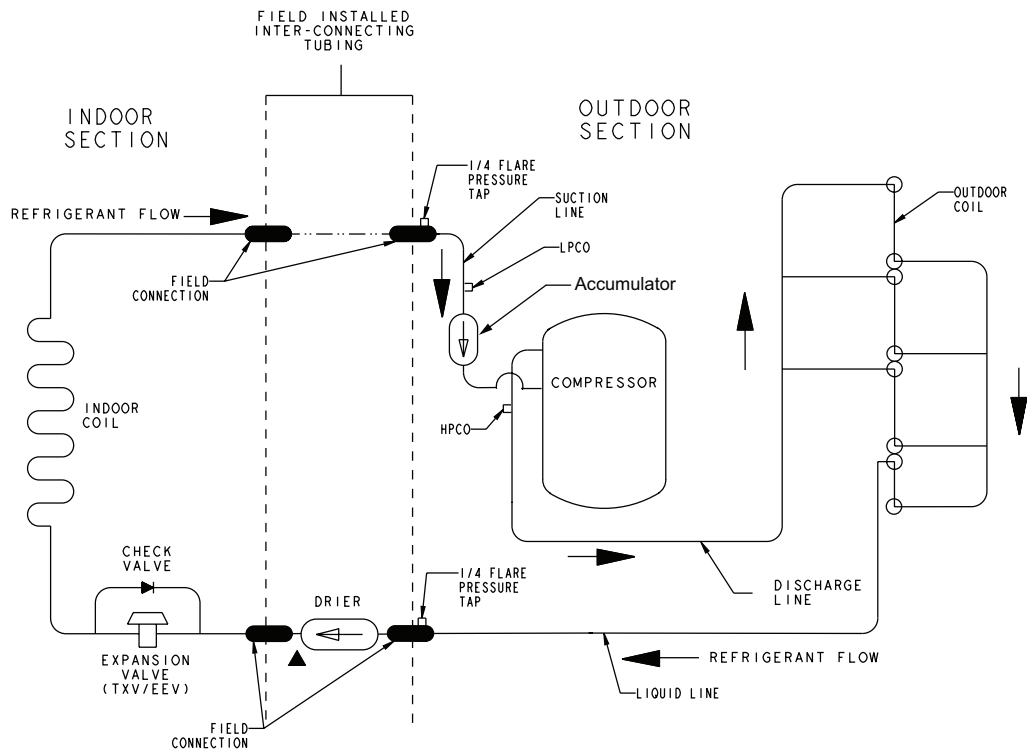 FIELD INSTALLED
INTER-CONNECTING
TUBING
INDOOR
SECTION
OUTDOOR
SECTION
1/4 FLARE
PRESSURE
TAP
SUCTION
LINE
OUTDOOR
COIL
REFRIGERANT FLOW
LPCO
FIELD
CONNECTION
Accumulator
COMPRESSOR
INDOOR
COIL
HPCO
CHECK
VALVE
DRIER
1/4 FLARE
PRESSURE
TAP
DISCHARGE
LINE
EXPANSION
VALVE
(TXV/EEV)
REFRIGERANT FLOW
LIQUID LINE
FIELD
CONNECTION